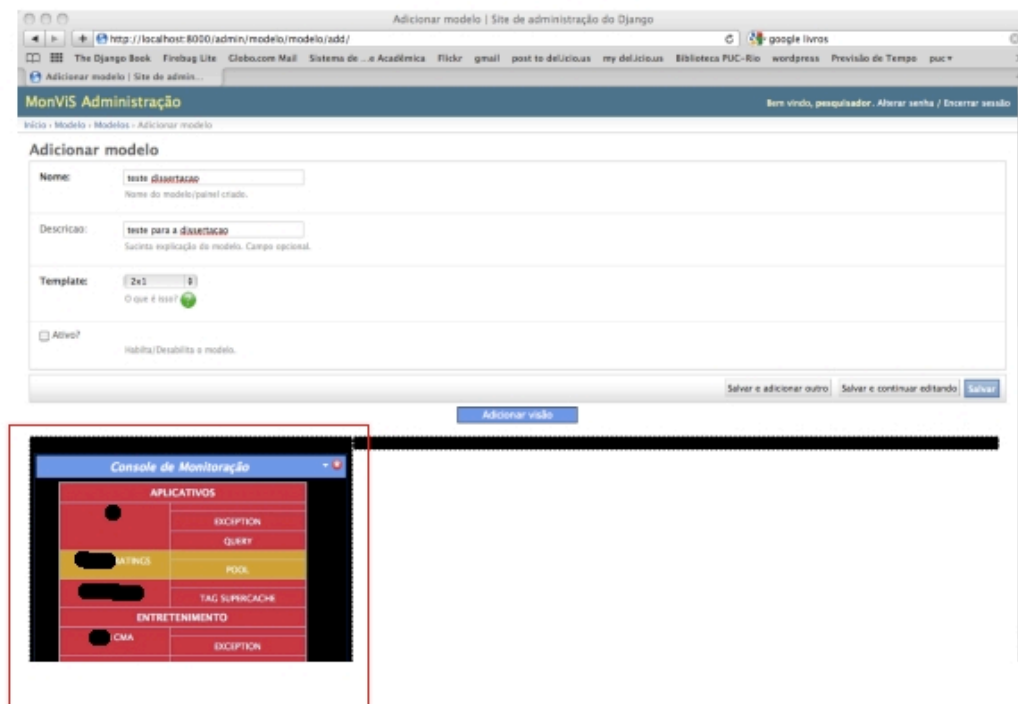 Adicionar modelo | Site de administração do Django
http://localhost:8000/admin/modelo/modelo/add/
google livros
The Django Book Firebug Lite Globo.com Mail Sistema de ...o Acadêmica Flickr gmail post to del.icio.us my del.icio.us Biblioteca PUC-Rio wordpress Previsão de Tempo puc
Adicionar modelo | Site de admin...
MonViS Administração
Bem vindo, pesquisador. Alterar senha / Encerrar sessão
Início › Modelo › Modelos › Adicionar modelo
Adicionar modelo
Nome: teste dissertacao
Nome do modelo/painel criado.
Descricao: teste para a dissertacao
Sucinta explicação do modelo. Campo opcional.
Template: 2x1
O que é isso? ?
Ativo?
Habilita/Desabilita o modelo.
Salvar e adicionar outro Salvar e continuar editando Salvar
Adicionar visão
Console de Monitoração
APLICATIVOS
EXCEPTION
QUERY
RATINGS
POOL
TAG SUPERCACHE
ENTRETENIMENTO
CMA
EXCEPTION